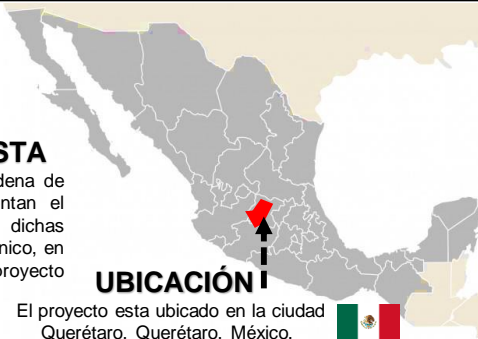 STA
dena de
ntan el
dichas
nico, en
proyecto
UBICACIÓN
El proyecto esta ubicado en la ciudad
Querétaro, Querétaro, México.